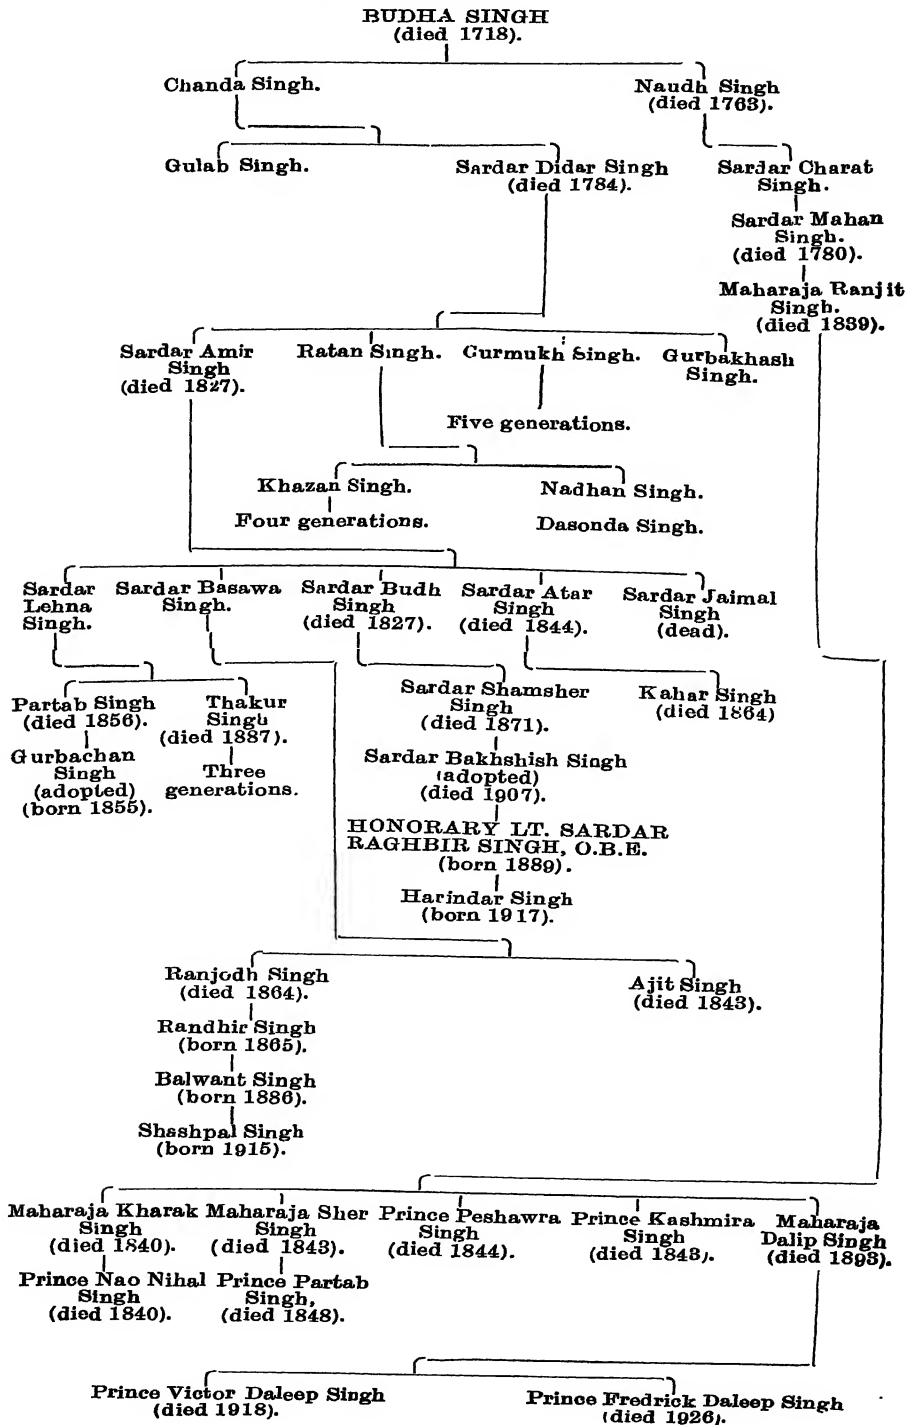 BUDHA SINGH
(died 1718).
Chanda Singh.
Naudh Singh
(died 1763).
Gulab Singh.
Sardar Didar Singh
(died 1784).
Sardar Charat
Singh.
Sardar Mahan
Singh.
(died 1780).
Maharaja Ranjit
Singh.
(died 1839).
Sardar Amir
Singh
(died 1827).
Ratan Singh.
Gurmukh Singh.
Gurbakhash
Singh.
Five generations.
Khazan Singh.
Nadhan Singh.
Four generations.
Dasonda Singh.
Sardar
Lehna
Singh.
Sardar Basawa
Singh.
Sardar Budh
Singh
(died 1827).
Sardar Atar
Singh
(died 1844).
Sardar Jaimal
Singh
(dead).
Partab Singh
(died 1856).
Gurbachan
Singh
(adopted)
(born 1855).
Thakur
Singh
(died 1887).
Three
generations.
Sardar Shamsher
Singh
(died 1871).
Kahar Singh
(died 1864)
Sardar Bakhshish Singh
(adopted)
(died 1907).
HONORARY LT. SARDAR
RAGHBIR SINGH, O.B.E.
(born 1889).
Harindar Singh
(born 1917).
Ranjodh Singh
(died 1864).
Ajit Singh
(died 1843).
Randhir Singh
(born 1865).
Balwant Singh
(born 1886).
Shashpal Singh
(born 1915).
Maharaja Kharak
Singh
(died 1840).
Maharaja Sher
Singh
(died 1843).
Prince Peshawra
Singh
(died 1844).
Prince Kashmira
Singh
(died 1843).
Maharaja
Dalip Singh
(died 1893).
Prince Nao Nihal
Singh
(died 1840).
Prince Partab
Singh,
(died 1848).
Prince Victor Daleep Singh
(died 1918).
Prince Fredrick Daleep Singh
(died 1926).